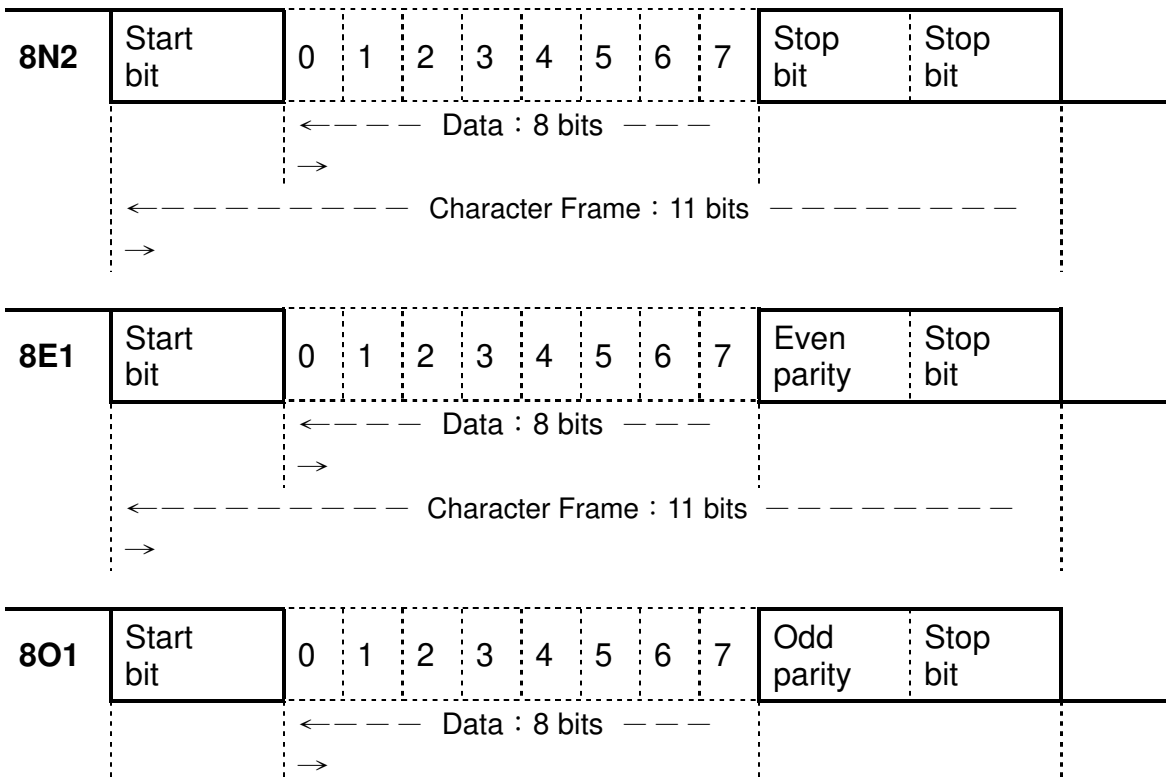 8N2 Start bit 0 1 2 3 4 5 6 7 Stop bit Stop bit
←— — — Data：8 bits — — —
→
←— — — — — — — — Character Frame：11 bits — — — — — — — —
→
8E1 Start bit 0 1 2 3 4 5 6 7 Even parity Stop bit
←— — — Data：8 bits — — —
→
←— — — — — — — — Character Frame：11 bits — — — — — — — —
→
8O1 Start bit 0 1 2 3 4 5 6 7 Odd parity Stop bit
←— — — Data：8 bits — — —
→